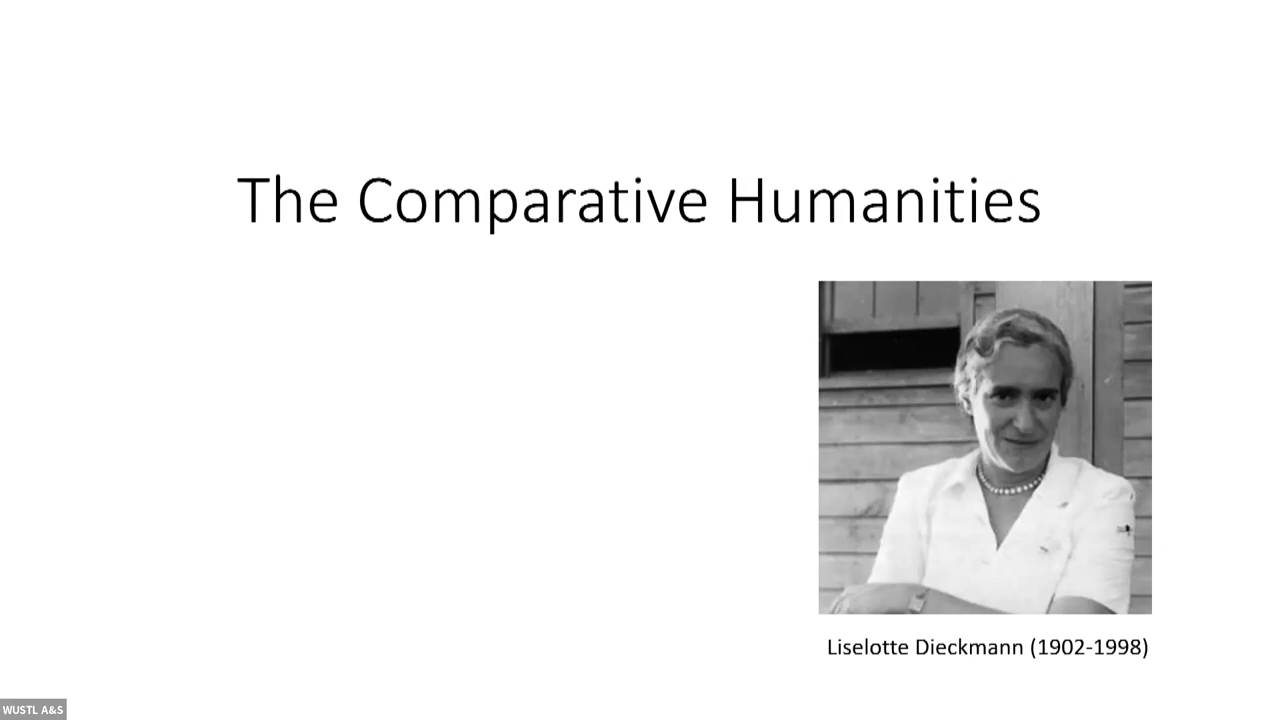 The Comparative Humanities
Liselotte Dieckmann (1902-1998)
WUSTL A&S